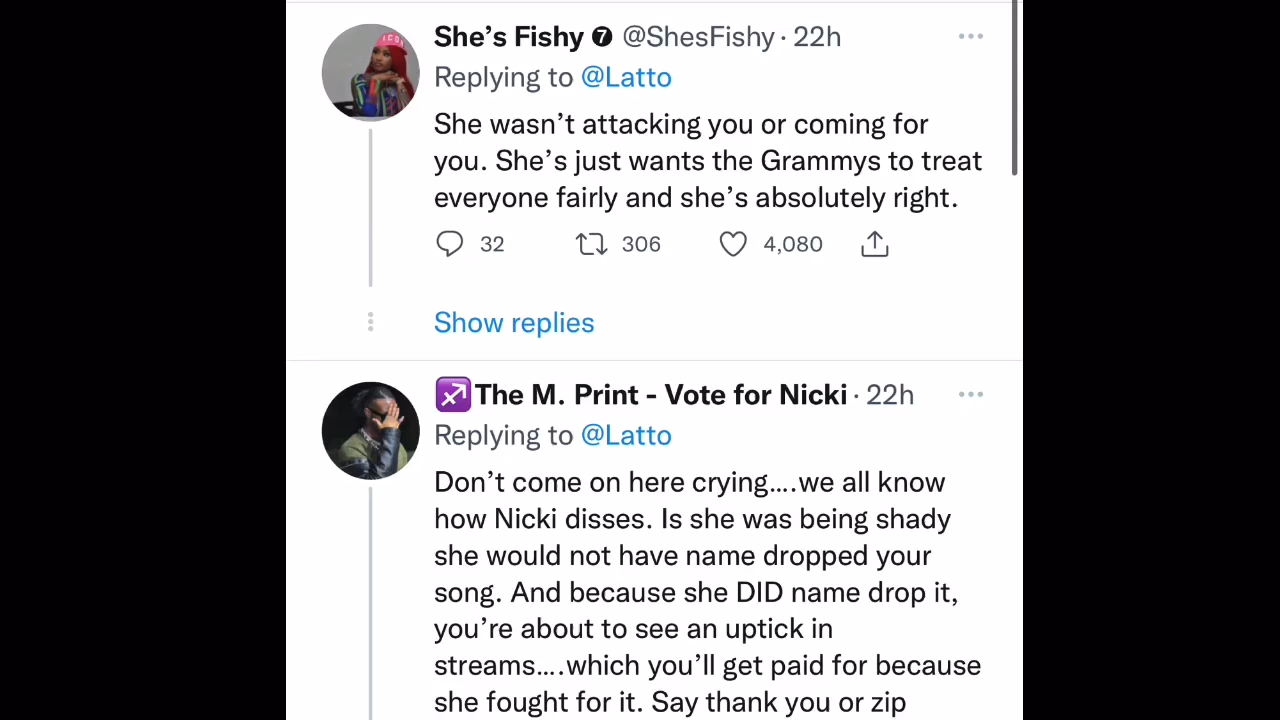 She’s Fishy ❼ @ShesFishy · 22h
Replying to @Latto
She wasn’t attacking you or coming for
you. She’s just wants the Grammys to treat
everyone fairly and she’s absolutely right.
32 306 4,080
Show replies
♐The M. Print - Vote for Nicki · 22h
Replying to @Latto
Don’t come on here crying....we all know
how Nicki disses. Is she was being shady
she would not have name dropped your
song. And because she DID name drop it,
you’re about to see an uptick in
streams....which you’ll get paid for because
she fought for it. Say thank you or zip